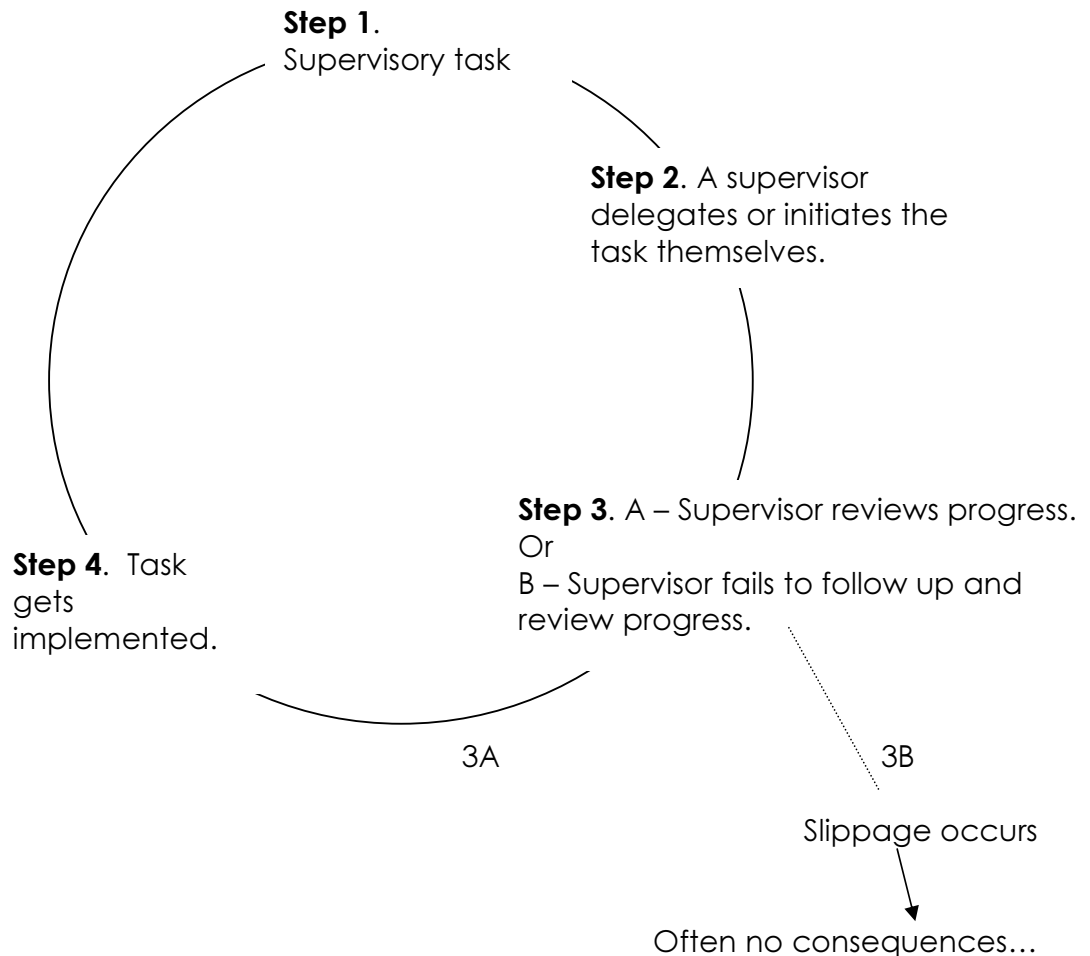 Step 1.
Supervisory task
Step 2. A supervisor
delegates or initiates the
task themselves.
Step 3. A – Supervisor reviews progress.
Or
B – Supervisor fails to follow up and
review progress.
Step 4.  Task
gets
implemented.
3A
3B
Slippage occurs
Often no consequences…